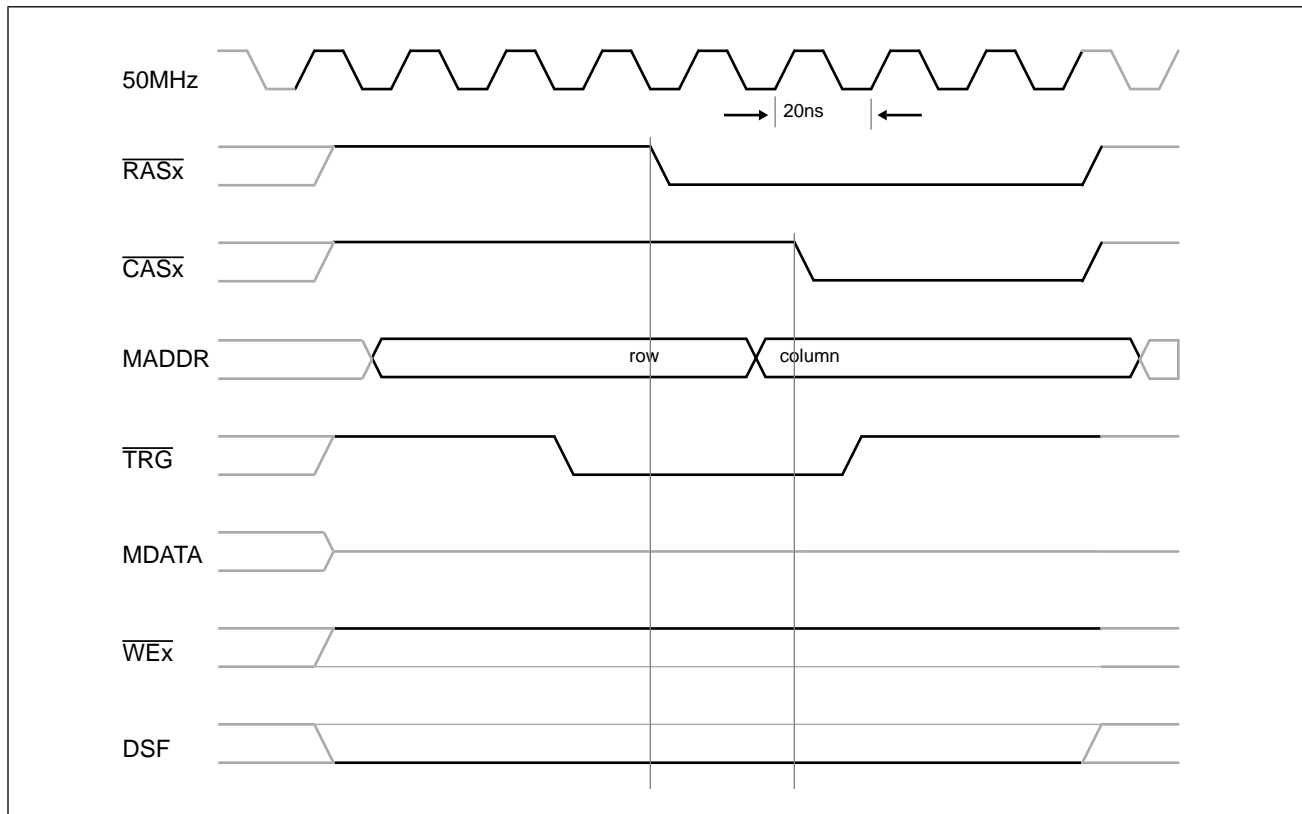 50MHz
20ns
RASx
CASx
MADDR
row
column
TRG
MDATA
WEx
DSF